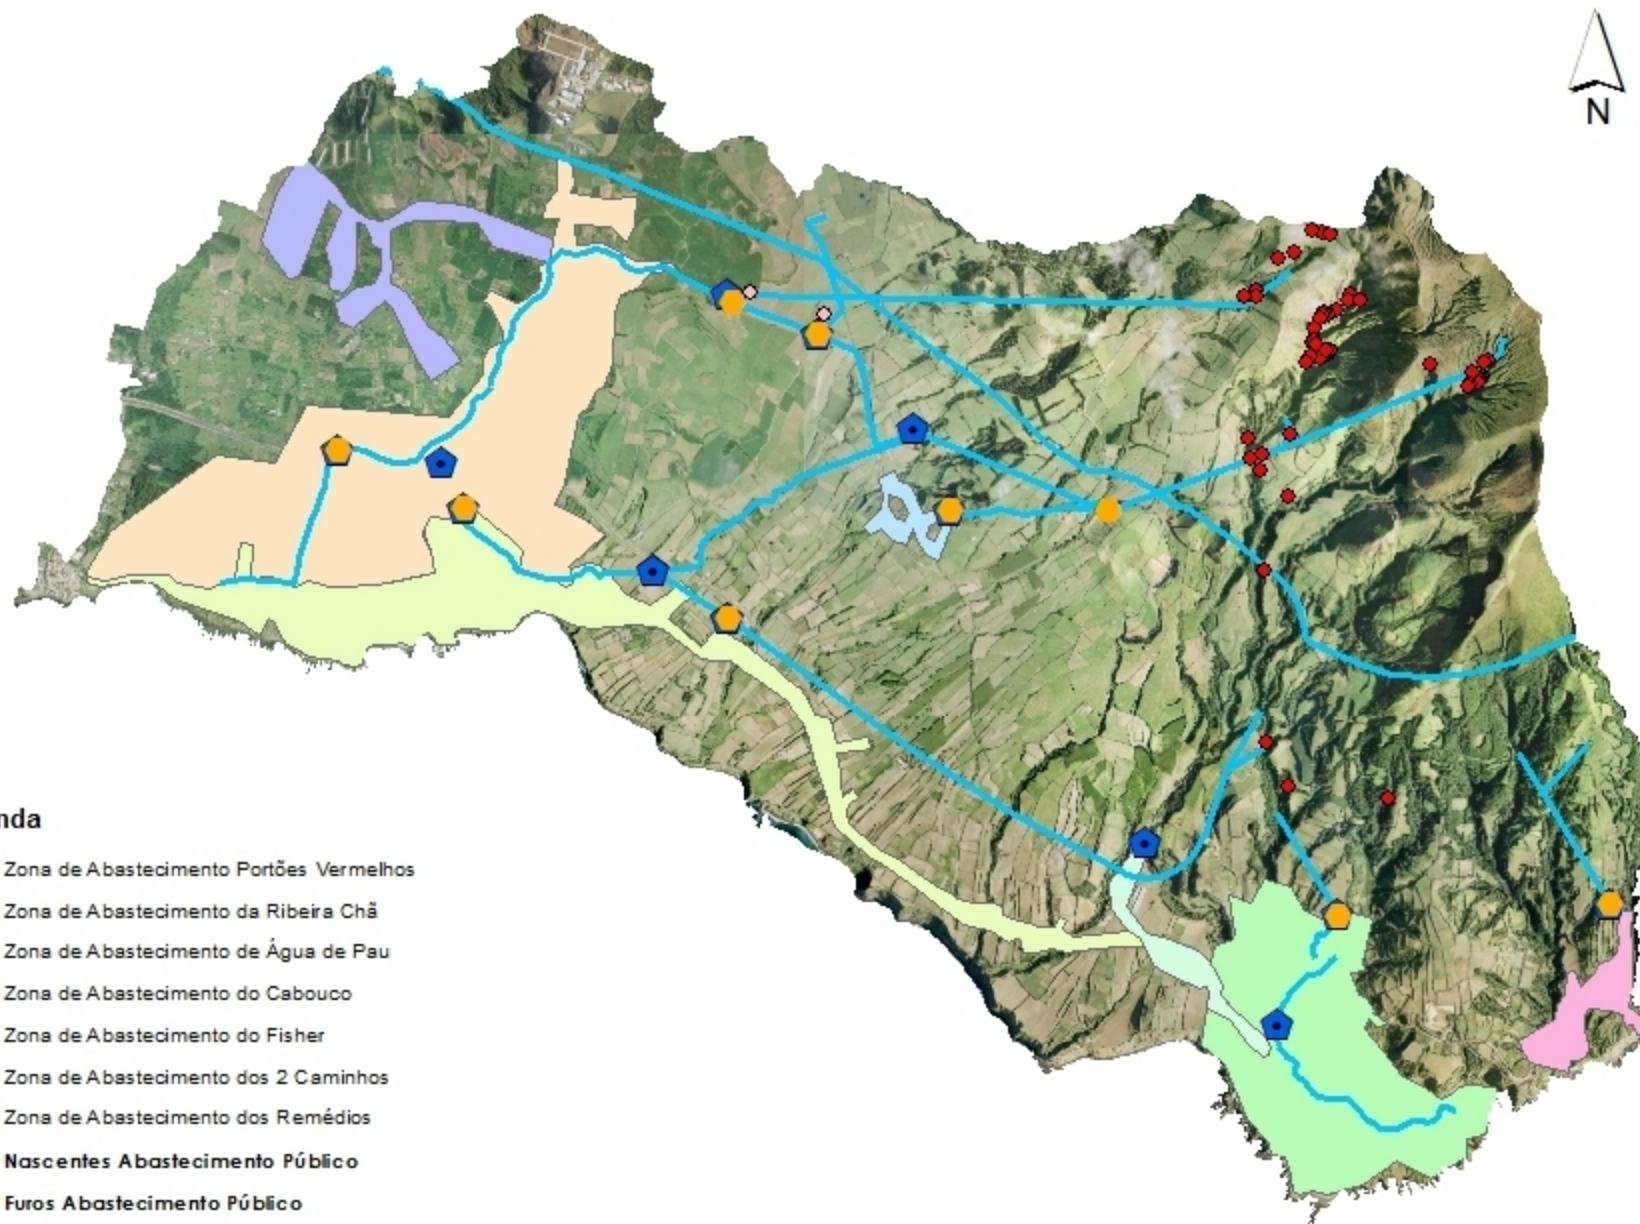 N
nda
Zona de Abastecimento Portões Vermelhos
Zona de Abastecimento da Ribeira Chã
Zona de Abastecimento de Água de Pau
Zona de Abastecimento do Cabouco
Zona de Abastecimento do Fisher
Zona de Abastecimento dos 2 Caminhos
Zona de Abastecimento dos Remédios
Nascentes Abastecimento Público
Furos Abastecimento Público